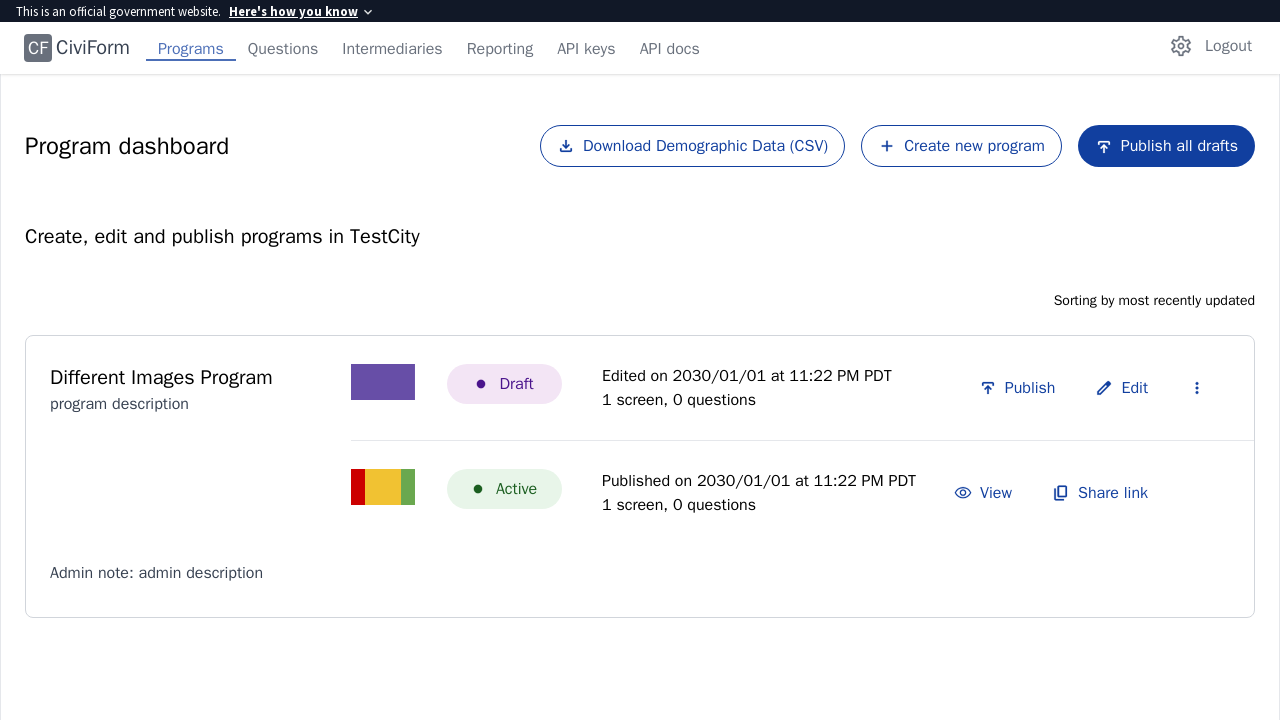 This is an official government website. Here's how you know
CF CiviForm Programs Questions Intermediaries Reporting API keys API docs Logout
Program dashboard Download Demographic Data (CSV) Create new program Publish all drafts
Create, edit and publish programs in TestCity
Sorting by most recently updated
Different Images Program
program description
Draft
Edited on 2030/01/01 at 11:22 PM PDT
1 screen, 0 questions
Publish Edit
Active
Published on 2030/01/01 at 11:22 PM PDT
1 screen, 0 questions
View Share link
Admin note: admin description